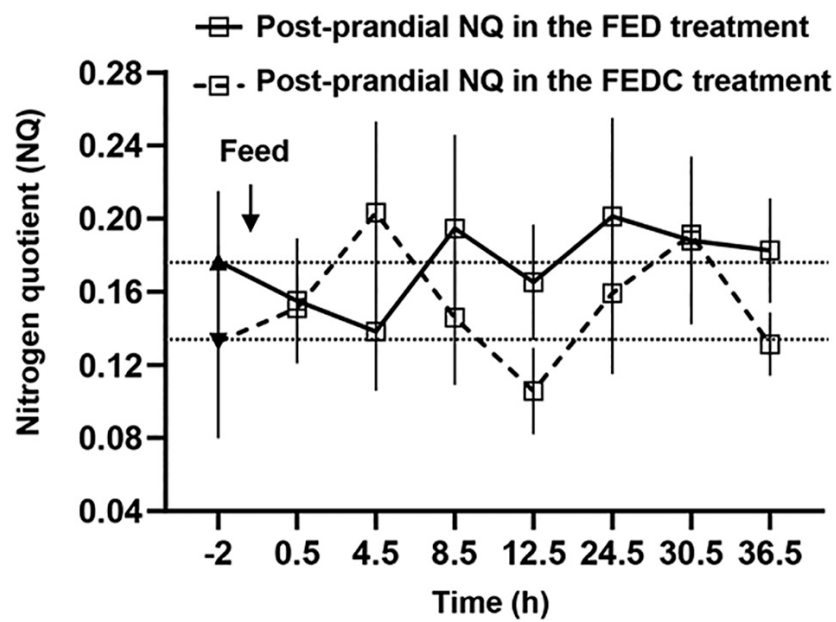 Post-prandial NQ in the FED treatment
Post-prandial NQ in the FEDC treatment
Nitrogen quotient (NQ)
0.28
0.24
0.20
0.16
0.12
0.08
0.04
Feed
-2 0.5 4.5 8.5 12.5 24.5 30.5 36.5
Time (h)